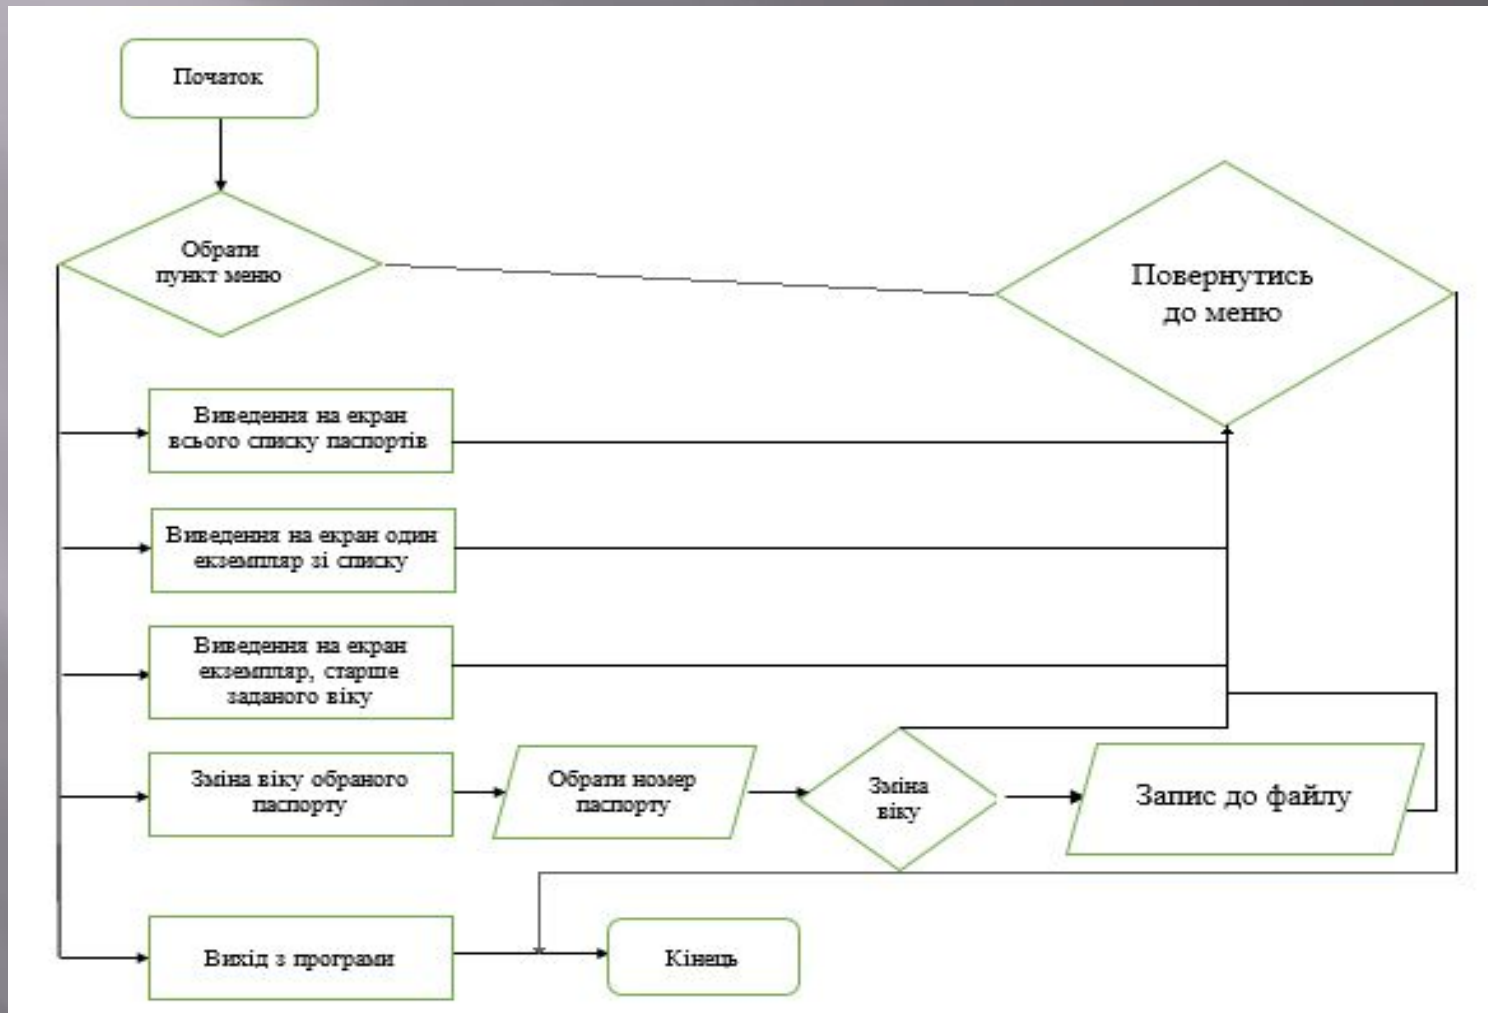 Початок
Обрати
пункт меню
Повернутись
до меню
Виведення на екран
всього списку паспортів
Виведення на екран один
екземпляр зі списку
Виведення на екран
екземпляр, старше
заданого віку
Зміна віку обраного
паспорту
Обрати номер
паспорту
Зміна
віку
Запис до файлу
Вихід з програми
Кінець